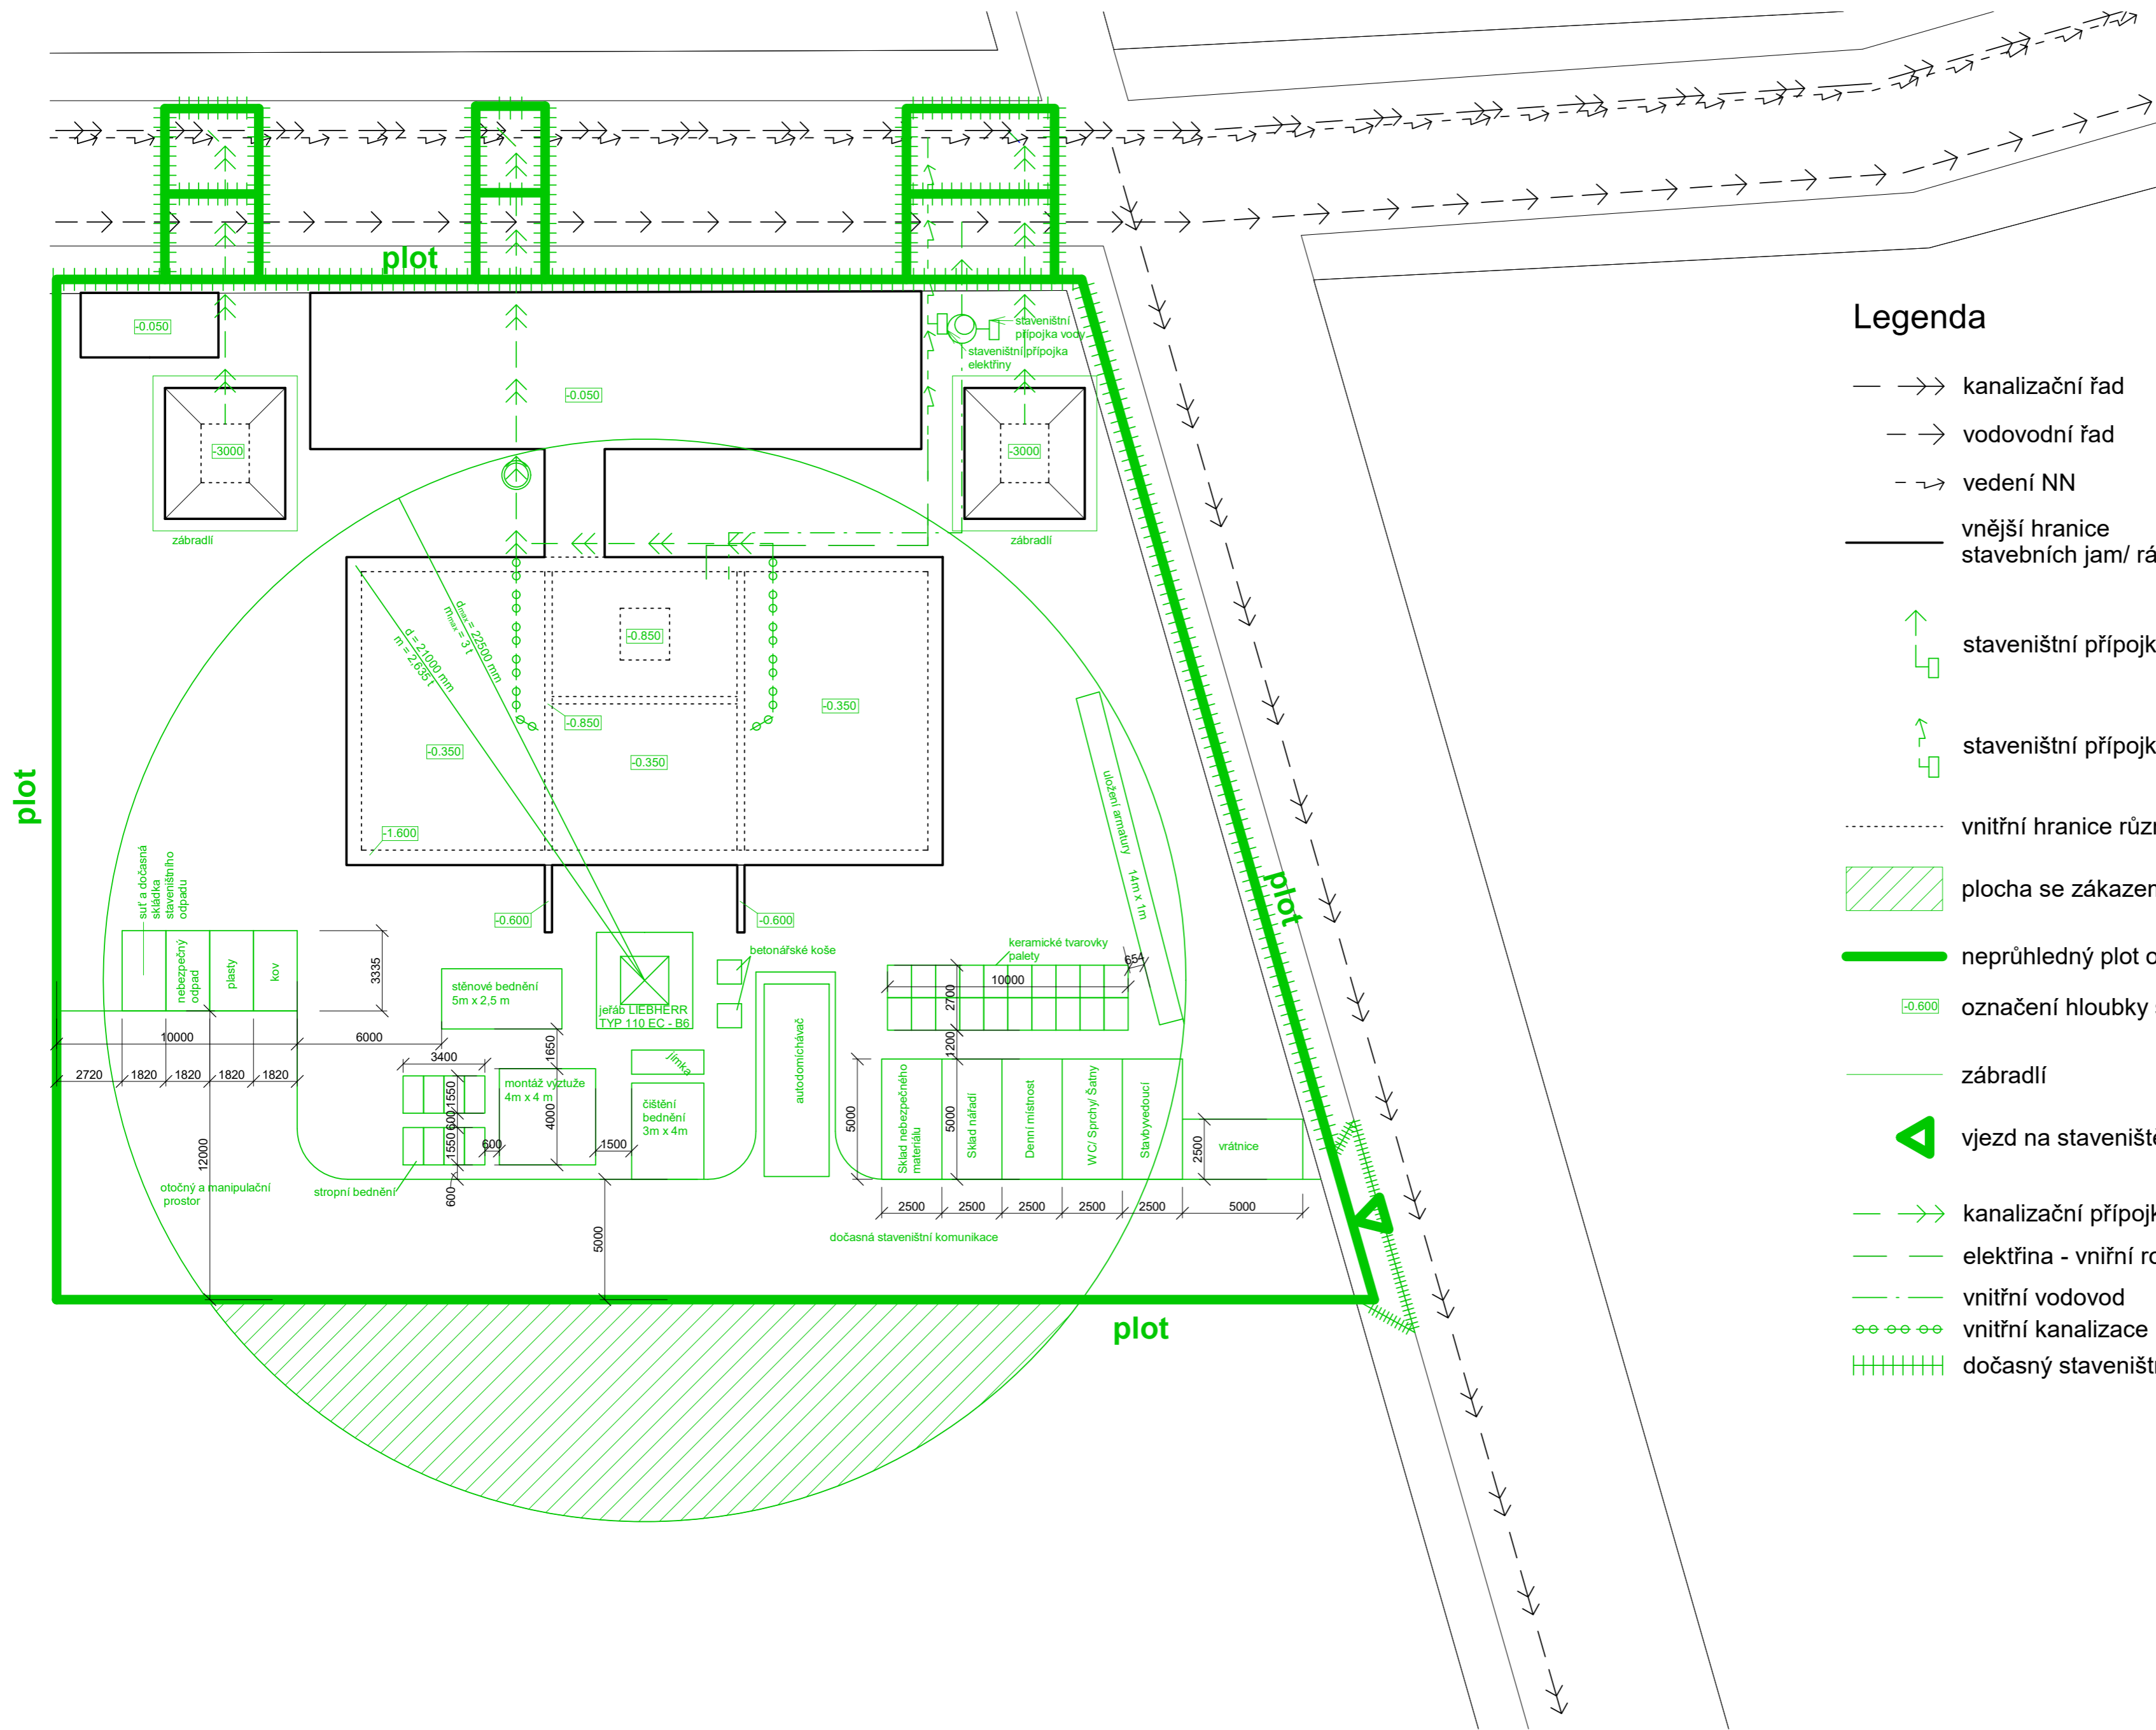 plot
-0.050
staveništní
přípojka vody
staveništní přípojka
elektřiny
-0.050
-3000
-3000
zábradlí
zábradlí
dmax = 22500 mm
mmax = 3 t
d = 21000 mm
m = 2,635 t
-0.850
-0.350
-0.850
-0.350
-0.350
plot
-1.600
uložení armatury 14m x 1m
plot
suť a dočasná
skládka
staveništního
odpadu
nebezpečný
odpad
plasty
kov
3335
-0.600
-0.600
betonářské koše
keramické tvarovky
palety
654
10000
2700
stěnové bednění
5m x 2,5 m
jeřáb LIEBHERR
TYP 110 EC - B6
10000
6000
1650
1200
jímka
autodomíchávač
2720
1820
1820
1820
1820
3400
1550
600
1550
600
600
montáž výztuže
4m x 4 m
4000
1500
čištění
bednění
3m x 4m
5000
Sklad nebezpečného
materiálu
5000
Sklad nářadí
Denní místnost
WC/ Sprchy/ Šatny
Stavbyvedoucí
2500
vrátnice
12000
otočný a manipulační
prostor
stropní bednění
5000
2500
2500
2500
2500
2500
5000
dočasná staveništní komunikace
plot
Legenda
kanalizační řad
vodovodní řad
vedení NN
vnější hranice
stavebních jam/ rá
staveništní přípojk
staveništní přípojk
vnitřní hranice různ
plocha se zákazen
neprůhledný plot o
-0.600
označení hloubky s
zábradlí
vjezd na staveniště
kanalizační přípojk
elektřina - vniřní ro
vnitřní vodovod
vnitřní kanalizace
dočasný staveništn